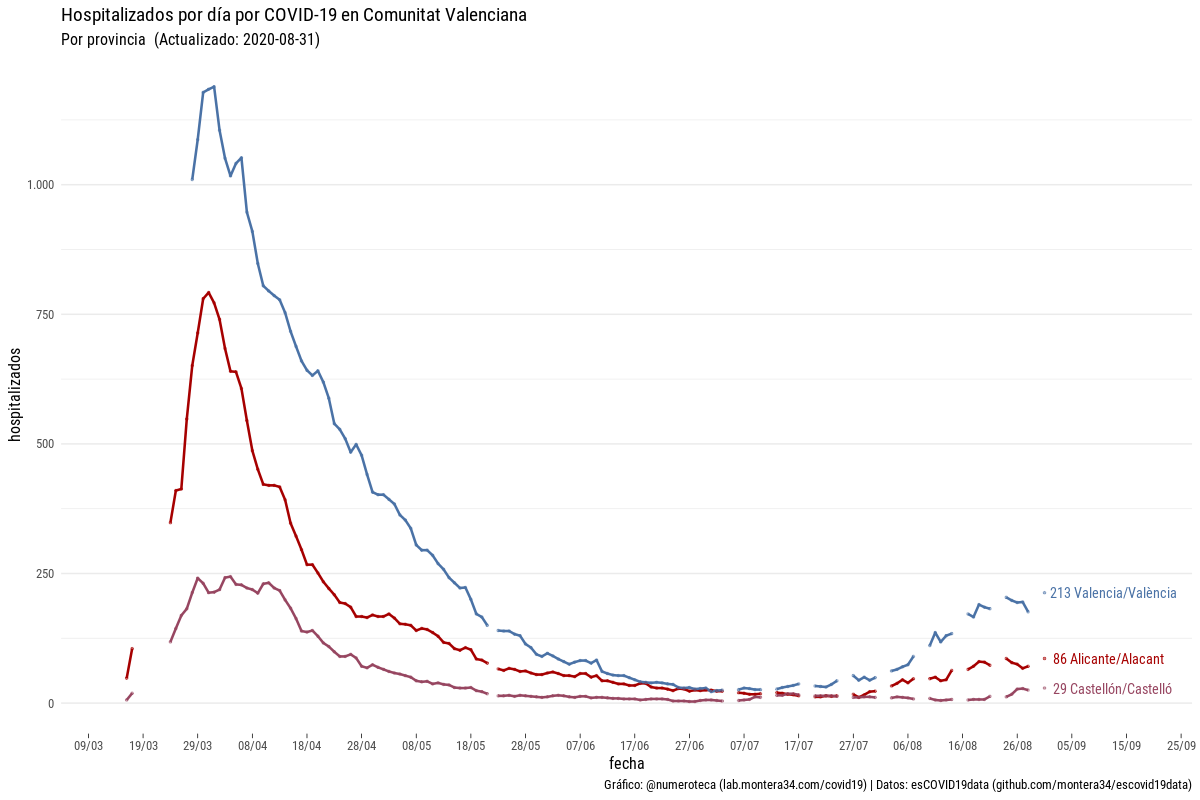 Hospitalizados por día por COVID-19 en Comunitat Valenciana
Por provincia  (Actualizado: 2020-08-31)
hospitalizados
1.000
750
500
250
0
213 Valencia/València
86 Alicante/Alacant
29 Castellón/Castelló
09/03 19/03 29/03 08/04 18/04 28/04 08/05 18/05 28/05 07/06 17/06 27/06 07/07 17/07 27/07 06/08 16/08 26/08 05/09 15/09 25/09
fecha
Gráfico: @numeroteca (lab.montera34.com/covid19) | Datos: esCOVID19data (github.com/montera34/escovid19data)